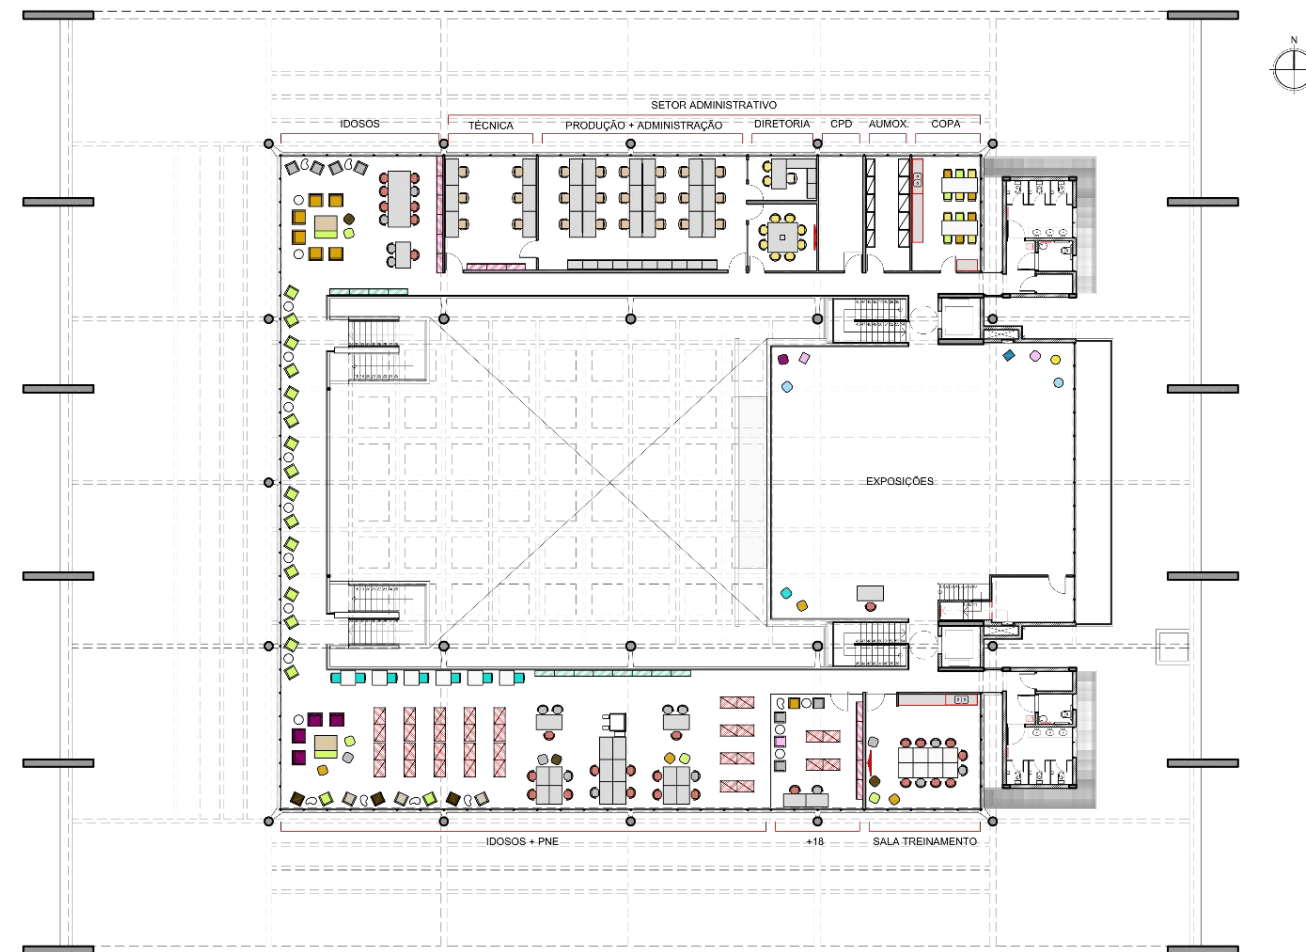 N
SETOR ADMINISTRATIVO
IDOSOS
TÉCNICA
PRODUÇÃO + ADMINISTRAÇÃO
DIRETORIA
CPD
AUMOX.
COPA
EXPOSIÇÕES
IDOSOS + PNE
+18
SALA TREINAMENTO